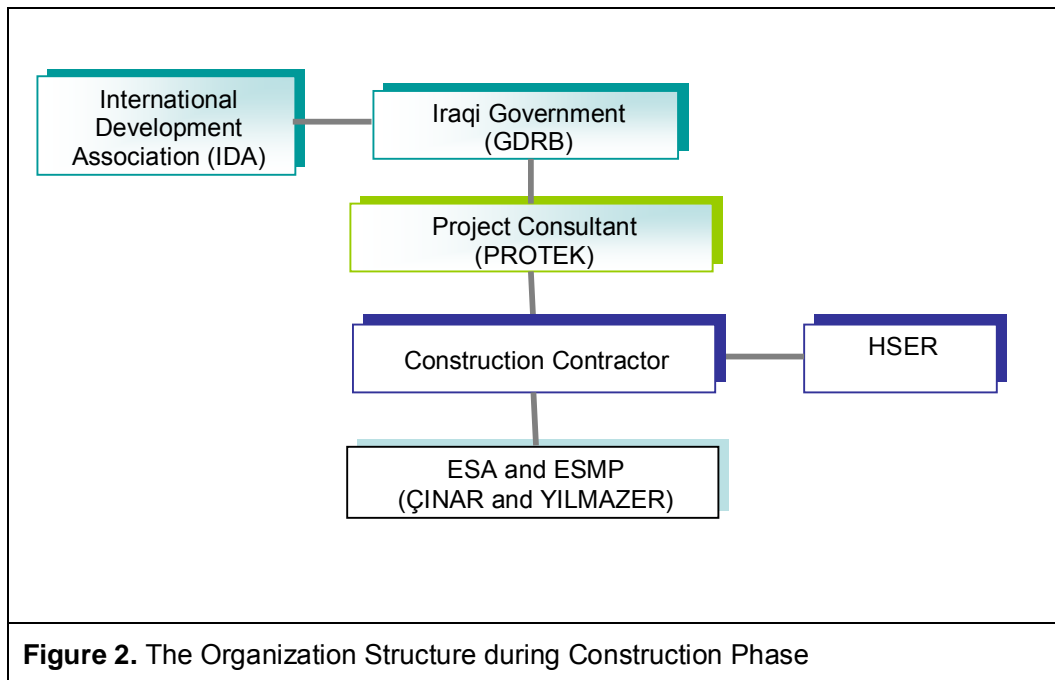 International
Development
Association (IDA)
Iraqi Government
(GDRB)
Project Consultant
(PROTEK)
Construction Contractor
HSER
ESA and ESMP
(ÇINAR and YILMAZER)
Figure 2. The Organization Structure during Construction Phase